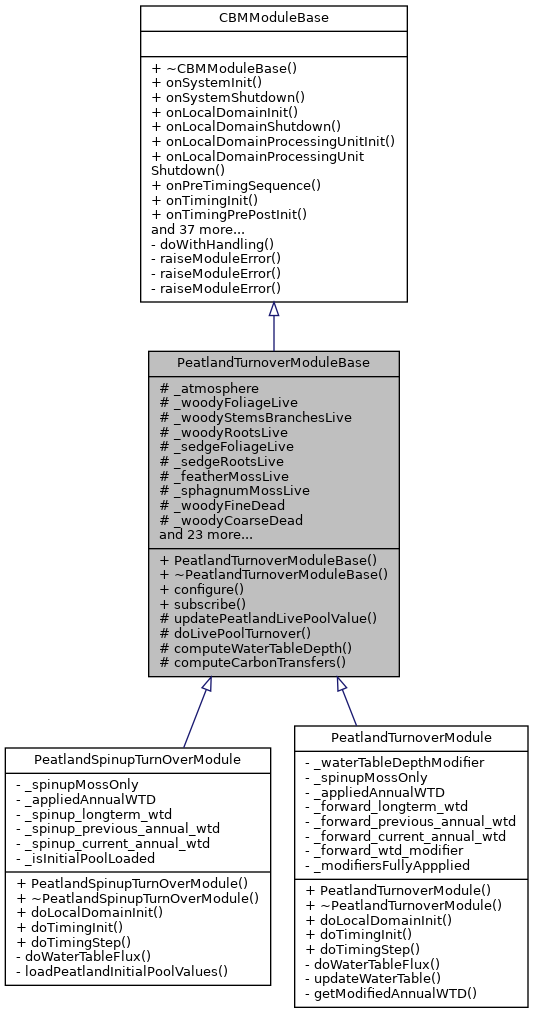 CBMModuleBase
+ ~CBMModuleBase()
+ onSystemInit()
+ onSystemShutdown()
+ onLocalDomainInit()
+ onLocalDomainShutdown()
+ onLocalDomainProcessingUnitInit()
+ onLocalDomainProcessingUnit
Shutdown()
+ onPreTimingSequence()
+ onTimingInit()
+ onTimingPrePostInit()
and 37 more...
- doWithHandling()
- raiseModuleError()
- raiseModuleError()
- raiseModuleError()
PeatlandTurnoverModuleBase
# _atmosphere
# _woodyFoliageLive
# _woodyStemsBranchesLive
# _woodyRootsLive
# _sedgeFoliageLive
# _sedgeRootsLive
# _featherMossLive
# _sphagnumMossLive
# _woodyFineDead
# _woodyCoarseDead
and 23 more...
+ PeatlandTurnoverModuleBase()
+ ~PeatlandTurnoverModuleBase()
+ configure()
+ subscribe()
# updatePeatlandLivePoolValue()
# doLivePoolTurnover()
# computeWaterTableDepth()
# computeCarbonTransfers()
PeatlandSpinupTurnOverModule
- _spinupMossOnly
- _appliedAnnualWTD
- _spinup_longterm_wtd
- _spinup_previous_annual_wtd
- _spinup_current_annual_wtd
- _isInitialPoolLoaded
+ PeatlandSpinupTurnOverModule()
+ ~PeatlandSpinupTurnOverModule()
+ doLocalDomainInit()
+ doTimingInit()
+ doTimingStep()
- doWaterTableFlux()
- loadPeatlandInitialPoolValues()
PeatlandTurnoverModule
- _waterTableDepthModifier
- _spinupMossOnly
- _appliedAnnualWTD
- _forward_longterm_wtd
- _forward_previous_annual_wtd
- _forward_current_annual_wtd
- _forward_wtd_modifier
- _modifiersFullyAppplied
+ PeatlandTurnoverModule()
+ ~PeatlandTurnoverModule()
+ doLocalDomainInit()
+ doTimingInit()
+ doTimingStep()
- doWaterTableFlux()
- updateWaterTable()
- getModifiedAnnualWTD()